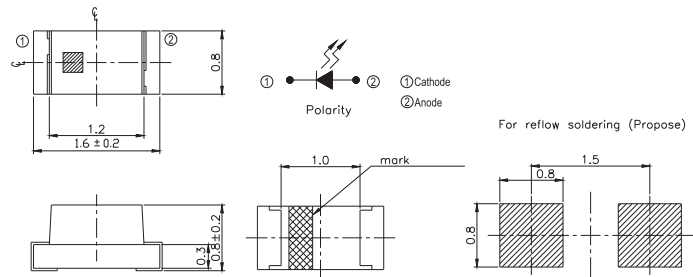 ℄
① ②
℄
0.8
1.2
1.6 ± 0.2
① ②
Polarity
①Cathode
②Anode
For reflow soldering (Propose)
0.3
0.8±0.2
1.0
mark
1.5
0.8
0.8